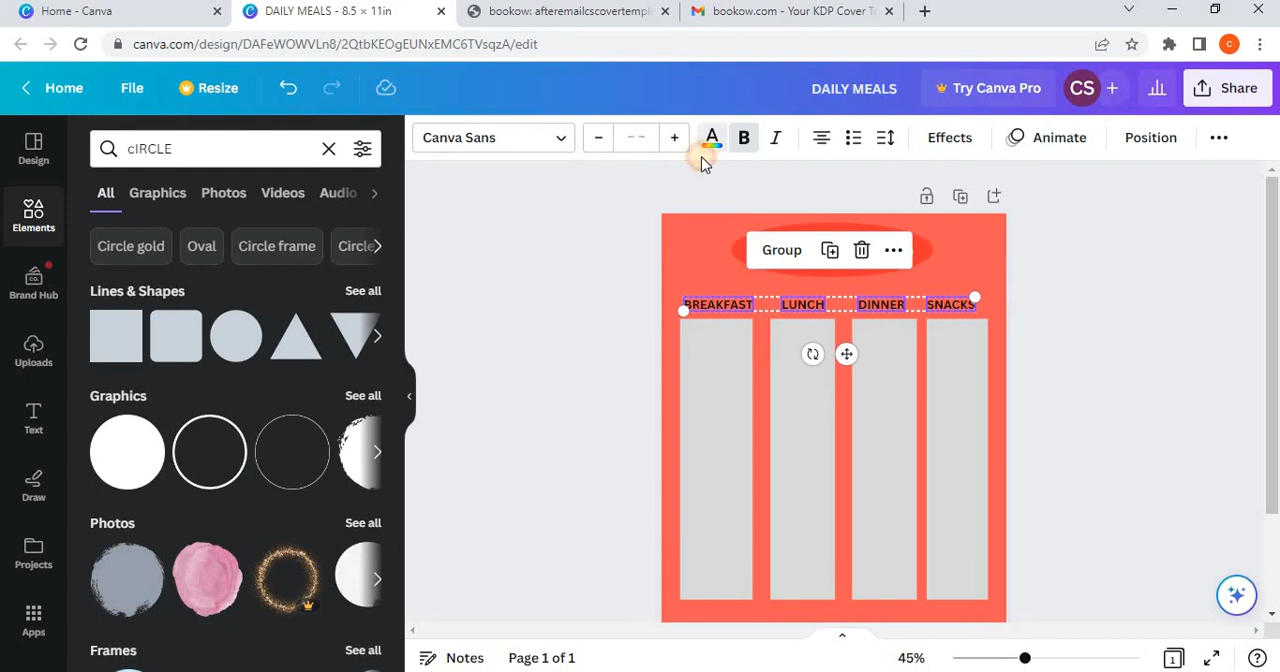 Home - Canva
DAILY MEALS - 8.5 × 11in
bookow: afteremailcscovertempl
bookow.com - Your KDP Cover Te
canva.com/design/DAFeWOWVLn8/2QtbKEOgEUNxEMC6TVsqzA/edit
C
Home
File
Resize
DAILY MEALS
CS
Try Canva Pro
Share
Canva Sans
A
B
I
Effects
Animate
Position
Design
Elements
Brand Hub
Uploads
Text
Draw
Projects
Apps
cIRCLE
All
Graphics
Photos
Videos
Audio
Circle gold
Oval
Circle frame
Circle
Lines & Shapes
See all
Graphics
See all
Photos
See all
Frames
See all
Group
BREAKFAST
LUNCH
DINNER
SNACKS
Notes
Page 1 of 1
45%
1